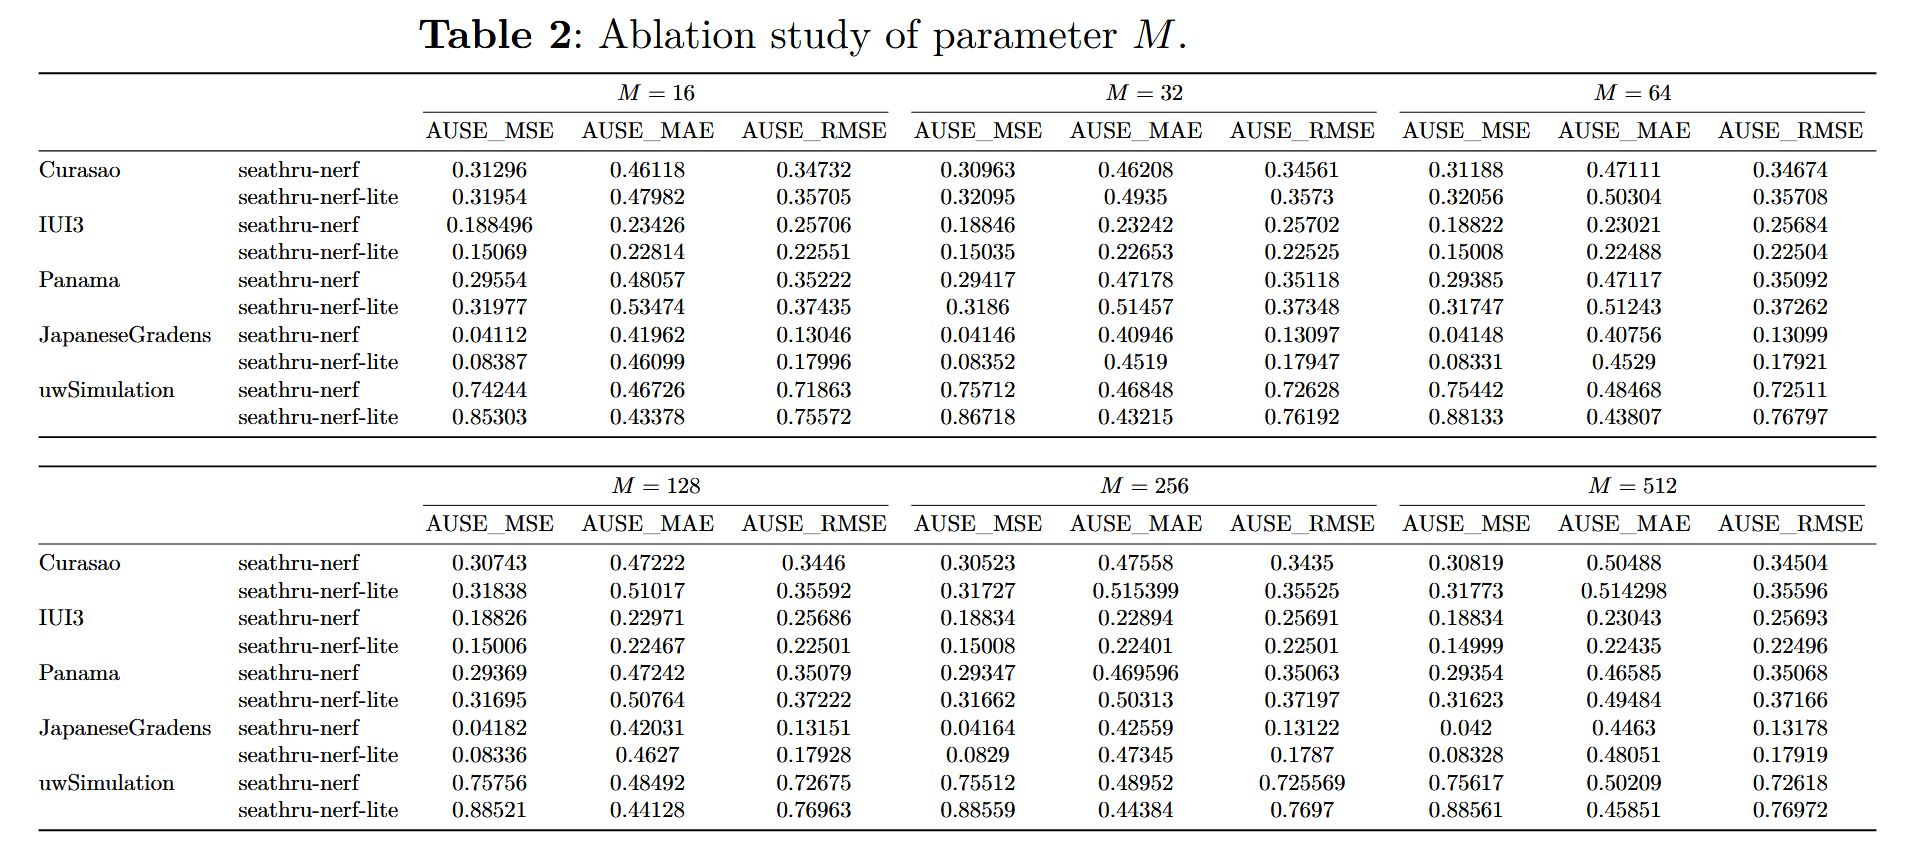 Table 2: Ablation study of parameter M.
M = 16 M = 32 M = 64
AUSE_MSE AUSE_MAE AUSE_RMSE AUSE_MSE AUSE_MAE AUSE_RMSE AUSE_MSE AUSE_MAE AUSE_RMSE
Curasao seathru-nerf 0.31296 0.46118 0.34732 0.30963 0.46208 0.34561 0.31188 0.47111 0.34674
seathru-nerf-lite 0.31954 0.47982 0.35705 0.32095 0.4935 0.3573 0.32056 0.50304 0.35708
IUI3 seathru-nerf 0.188496 0.23426 0.25706 0.18846 0.23242 0.25702 0.18822 0.23021 0.25684
seathru-nerf-lite 0.15069 0.22814 0.22551 0.15035 0.22653 0.22525 0.15008 0.22488 0.22504
Panama seathru-nerf 0.29554 0.48057 0.35222 0.29417 0.47178 0.35118 0.29385 0.47117 0.35092
seathru-nerf-lite 0.31977 0.53474 0.37435 0.3186 0.51457 0.37348 0.31747 0.51243 0.37262
JapaneseGradens seathru-nerf 0.04112 0.41962 0.13046 0.04146 0.40946 0.13097 0.04148 0.40756 0.13099
seathru-nerf-lite 0.08387 0.46099 0.17996 0.08352 0.4519 0.17947 0.08331 0.4529 0.17921
uwSimulation seathru-nerf 0.74244 0.46726 0.71863 0.75712 0.46848 0.72628 0.75442 0.48468 0.72511
seathru-nerf-lite 0.85303 0.43378 0.75572 0.86718 0.43215 0.76192 0.88133 0.43807 0.76797
M = 128 M = 256 M = 512
AUSE_MSE AUSE_MAE AUSE_RMSE AUSE_MSE AUSE_MAE AUSE_RMSE AUSE_MSE AUSE_MAE AUSE_RMSE
Curasao seathru-nerf 0.30743 0.47222 0.3446 0.30523 0.47558 0.3435 0.30819 0.50488 0.34504
seathru-nerf-lite 0.31838 0.51017 0.35592 0.31727 0.515399 0.35525 0.31773 0.514298 0.35596
IUI3 seathru-nerf 0.18826 0.22971 0.25686 0.18834 0.22894 0.25691 0.18834 0.23043 0.25693
seathru-nerf-lite 0.15006 0.22467 0.22501 0.15008 0.22401 0.22501 0.14999 0.22435 0.22496
Panama seathru-nerf 0.29369 0.47242 0.35079 0.29347 0.469596 0.35063 0.29354 0.46585 0.35068
seathru-nerf-lite 0.31695 0.50764 0.37222 0.31662 0.50313 0.37197 0.31623 0.49484 0.37166
JapaneseGradens seathru-nerf 0.04182 0.42031 0.13151 0.04164 0.42559 0.13122 0.042 0.4463 0.13178
seathru-nerf-lite 0.08336 0.4627 0.17928 0.0829 0.47345 0.1787 0.08328 0.48051 0.17919
uwSimulation seathru-nerf 0.75756 0.48492 0.72675 0.75512 0.48952 0.725569 0.75617 0.50209 0.72618
seathru-nerf-lite 0.88521 0.44128 0.76963 0.88559 0.44384 0.7697 0.88561 0.45851 0.76972